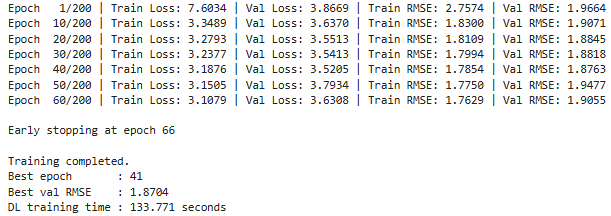 Epoch   1/200 | Train Loss: 7.6034 | Val Loss: 3.8669 | Train RMSE: 2.7574 | Val RMSE: 1.9664
Epoch  10/200 | Train Loss: 3.3489 | Val Loss: 3.6370 | Train RMSE: 1.8300 | Val RMSE: 1.9071
Epoch  20/200 | Train Loss: 3.2793 | Val Loss: 3.5513 | Train RMSE: 1.8109 | Val RMSE: 1.8845
Epoch  30/200 | Train Loss: 3.2377 | Val Loss: 3.5413 | Train RMSE: 1.7994 | Val RMSE: 1.8818
Epoch  40/200 | Train Loss: 3.1876 | Val Loss: 3.5205 | Train RMSE: 1.7854 | Val RMSE: 1.8763
Epoch  50/200 | Train Loss: 3.1505 | Val Loss: 3.7934 | Train RMSE: 1.7750 | Val RMSE: 1.9477
Epoch  60/200 | Train Loss: 3.1079 | Val Loss: 3.6308 | Train RMSE: 1.7629 | Val RMSE: 1.9055
Early stopping at epoch 66
Training completed.
Best epoch       : 41
Best val RMSE    : 1.8704
DL training time : 133.771 seconds